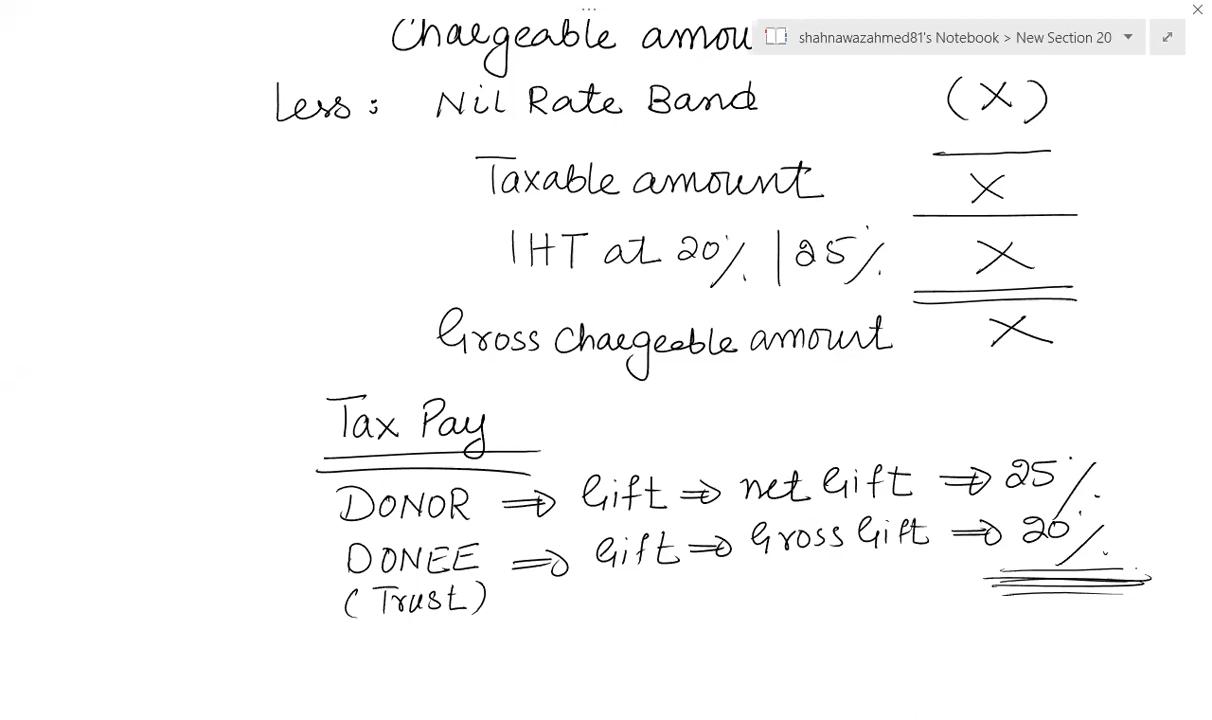 Chargeable amou
shahnawazahmed81's Notebook > New Section 20
Less : Nil Rate Band (X)
Taxable amount X
IHT at 20% | 25% X
Gross Chargeable amount X
Tax Pay
DONOR ⇒ Gift ⇒ net Gift ⇒ 25%
DONEE ⇒ Gift ⇒ Gross Gift ⇒ 20%
(Trust)